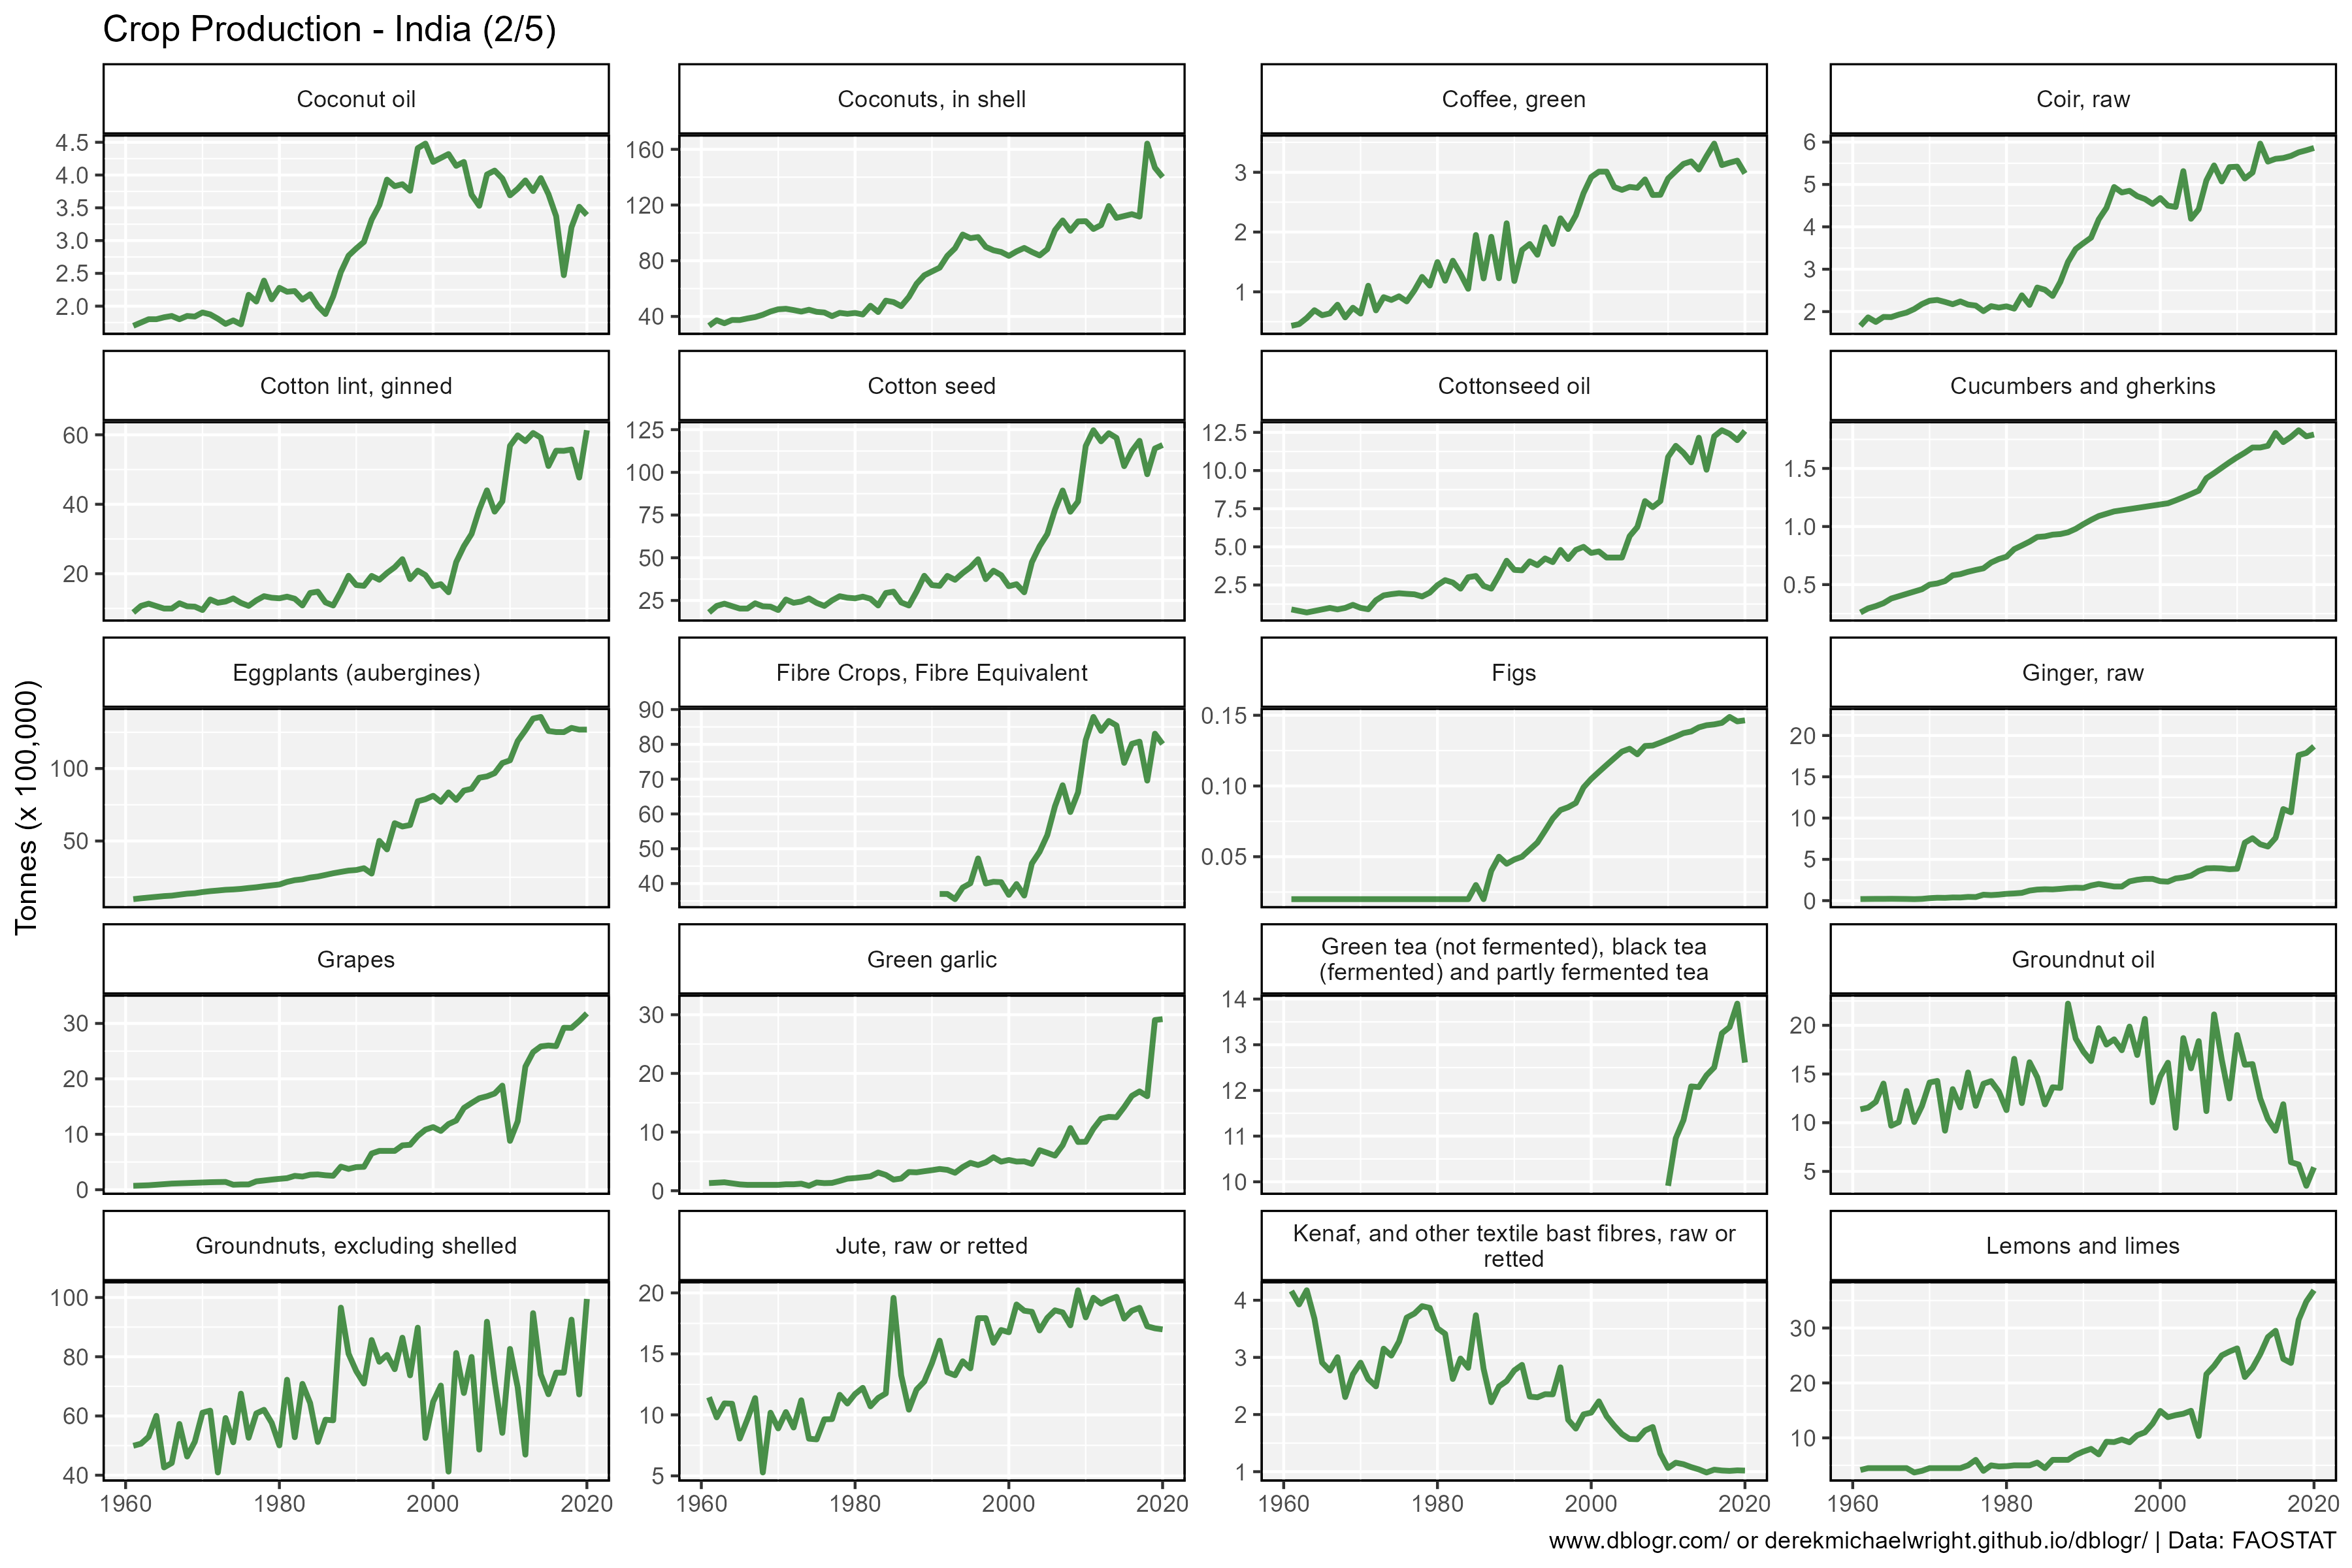 Crop Production - India (2/5)
Tonnes (x 100,000)
Coconut oil
4.5
4.0
3.5
3.0
2.5
2.0
Coconuts, in shell
160
120
80
40
Coffee, green
3
2
1
Coir, raw
6
5
4
3
2
Cotton lint, ginned
60
40
20
Cotton seed
125
100
75
50
25
Cottonseed oil
12.5
10.0
7.5
5.0
2.5
Cucumbers and gherkins
1.5
1.0
0.5
Eggplants (aubergines)
100
50
Fibre Crops, Fibre Equivalent
90
80
70
60
50
40
Figs
0.15
0.10
0.05
Ginger, raw
20
15
10
5
0
Grapes
30
20
10
0
Green garlic
30
20
10
0
Green tea (not fermented), black tea
(fermented) and partly fermented tea
14
13
12
11
10
Groundnut oil
20
15
10
5
Groundnuts, excluding shelled
100
80
60
40
1960 1980 2000 2020
Jute, raw or retted
20
15
10
5
1960 1980 2000 2020
Kenaf, and other textile bast fibres, raw or
retted
4
3
2
1
1960 1980 2000 2020
Lemons and limes
30
20
10
1960 1980 2000 2020
www.dblogr.com/ or derekmichaelwright.github.io/dblogr/ | Data: FAOSTAT